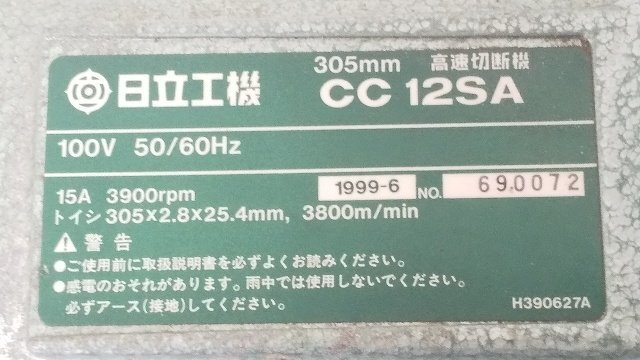 日立工機 305mm 高速切断機
CC 12SA
100V 50/60Hz
15A 3900rpm 1999-6 NO. 690072
トイシ 305×2.8×25.4mm, 3800m/min
⚠ 警告
●ご使用前に取扱説明書を必ずよくお読みください。
●感電のおそれがあります。雨中では使用しないでください。
必ずアース(接地)してください。
H390627A